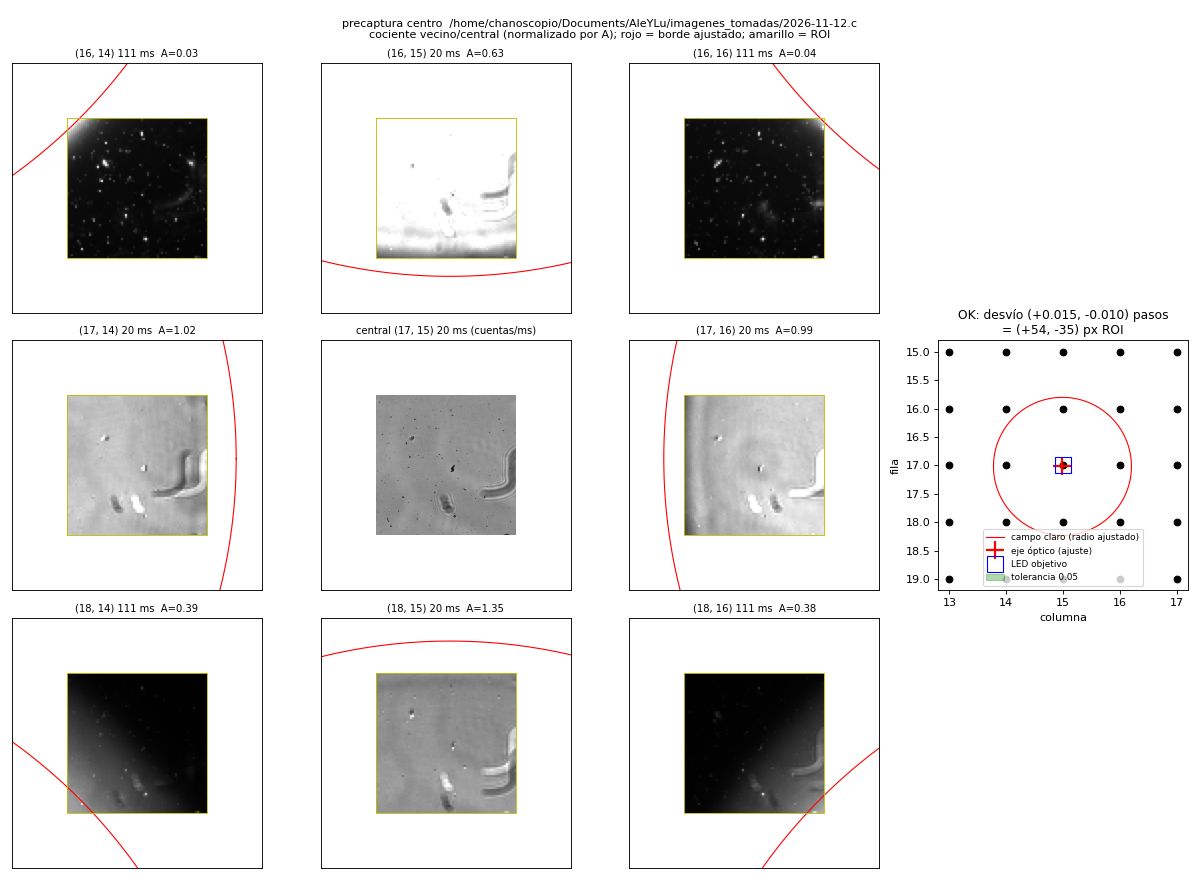 precaptura centro  /home/chanoscopio/Documents/AleYLu/imagenes_tomadas/2026-11-12.c
cociente vecino/central (normalizado por A); rojo = borde ajustado; amarillo = ROI
(16, 14) 111 ms  A=0.03
(16, 15) 20 ms  A=0.63
(16, 16) 111 ms  A=0.04
(17, 14) 20 ms  A=1.02
central (17, 15) 20 ms (cuentas/ms)
(17, 16) 20 ms  A=0.99
OK: desvío (+0.015, -0.010) pasos
= (+54, -35) px ROI
15.0
15.5
16.0
16.5
17.0
17.5
18.0
18.5
19.0
fila
campo claro (radio ajustado)
eje óptico (ajuste)
LED objetivo
tolerancia 0.05
13 14 15 16 17
columna
(18, 14) 111 ms  A=0.39
(18, 15) 20 ms  A=1.35
(18, 16) 111 ms  A=0.38